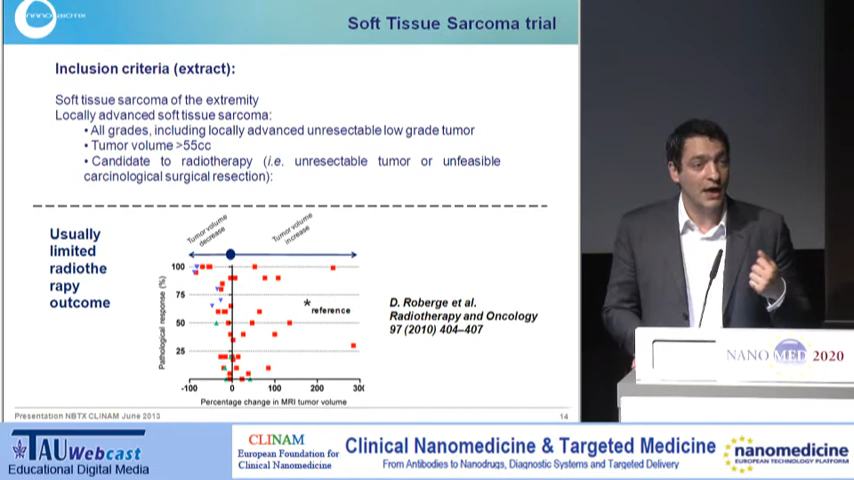 nanobiotix
Soft Tissue Sarcoma trial
Inclusion criteria (extract):
Soft tissue sarcoma of the extremity
Locally advanced soft tissue sarcoma:
• All grades, including locally advanced unresectable low grade tumor
• Tumor volume >55cc
• Candidate to radiotherapy (i.e. unresectable tumor or unfeasible
carcinological surgical resection):
Usually
limited
radiothe
rapy
outcome
Tumor volume
decrease
Tumor volume
increase
Pathological response (%)
100
75
50
25
-100 0 100 200 30
Percentage change in MRI tumor volume
* reference
D. Roberge et al.
Radiotherapy and Oncology
97 (2010) 404–407
Presentation NBTX CLINAM June 2013
14
NANOMED 2020
TAU Webcast
Educational Digital Media
CLINAM
European Foundation for
Clinical Nanomedicine
Clinical Nanomedicine & Targeted Medicine
From Antibodies to Nanodrugs, Diagnostic Systems and Targeted Delivery
nanomedicine
EUROPEAN TECHNOLOGY PLATFORM